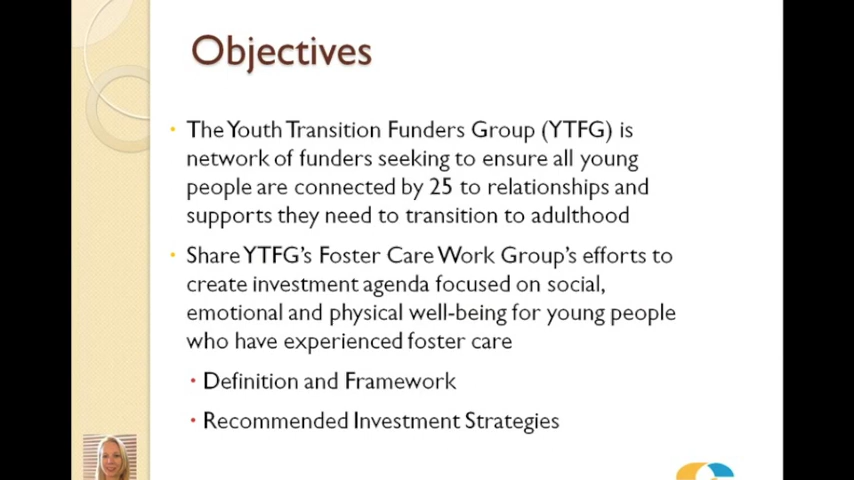 Objectives
• The Youth Transition Funders Group (YTFG) is
network of funders seeking to ensure all young
people are connected by 25 to relationships and
supports they need to transition to adulthood
• Share YTFG's Foster Care Work Group's efforts to
create investment agenda focused on social,
emotional and physical well-being for young people
who have experienced foster care
• Definition and Framework
• Recommended Investment Strategies